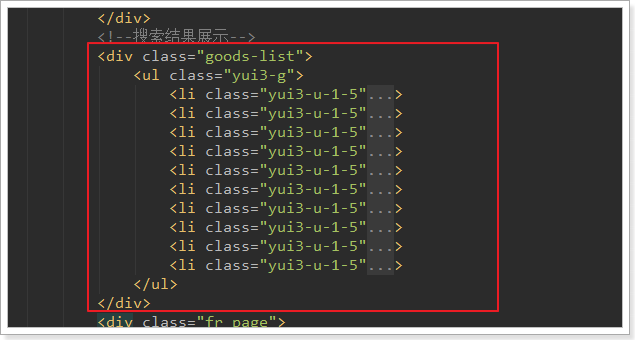 </div>
<!--搜索结果展示-->
<div class="goods-list">
<ul class="yui3-g">
<li class="yui3-u-1-5"...>
<li class="yui3-u-1-5"...>
<li class="yui3-u-1-5"...>
<li class="yui3-u-1-5"...>
<li class="yui3-u-1-5"...>
<li class="yui3-u-1-5"...>
<li class="yui3-u-1-5"...>
<li class="yui3-u-1-5"...>
<li class="yui3-u-1-5"...>
<li class="yui3-u-1-5"...>
</ul>
</div>
<div class="fr page">